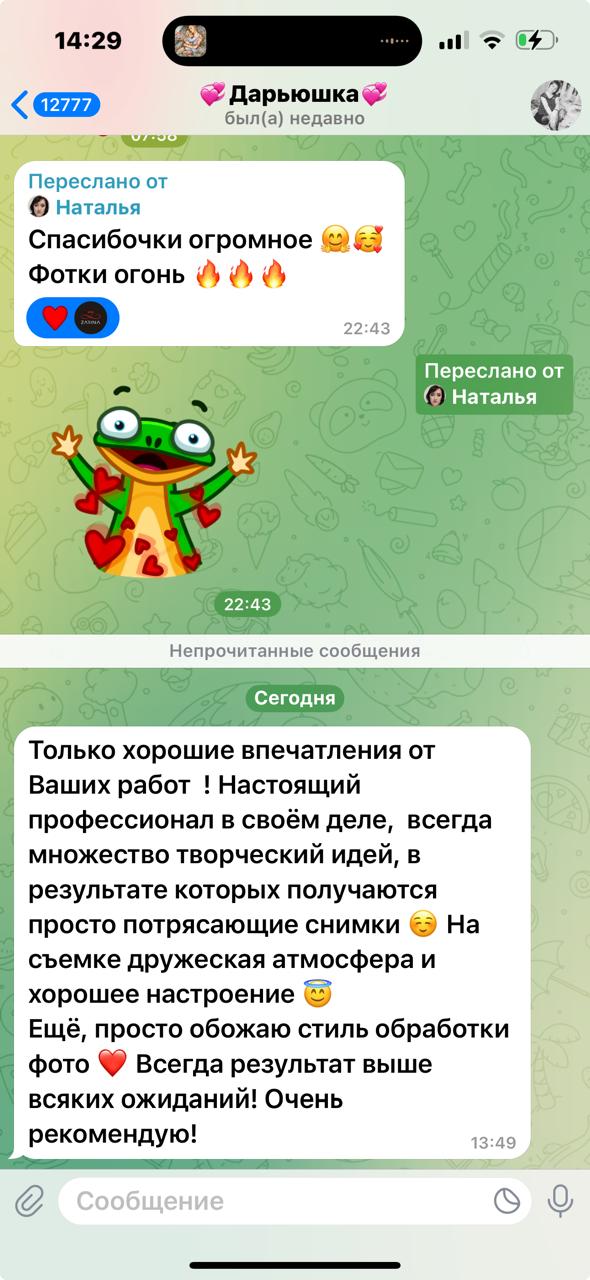 14:29
12777
💞Дарьюшка💞
был(а) недавно
07:58
Переслано от
Наталья
Спасибочки огромное 🤗🥰
Фотки огонь 🔥🔥🔥
ZARINA
22:43
Переслано от
Наталья
22:43
Непрочитанные сообщения
Сегодня
Только хорошие впечатления от
Ваших работ  ! Настоящий
профессионал в своём деле,  всегда
множество творческий идей, в
результате которых получаются
просто потрясающие снимки ☺️ На
съемке дружеская атмосфера и
хорошее настроение 😇
Ещё, просто обожаю стиль обработки
фото ❤️ Всегда результат выше
всяких ожиданий! Очень
рекомендую!
13:49
Сообщение